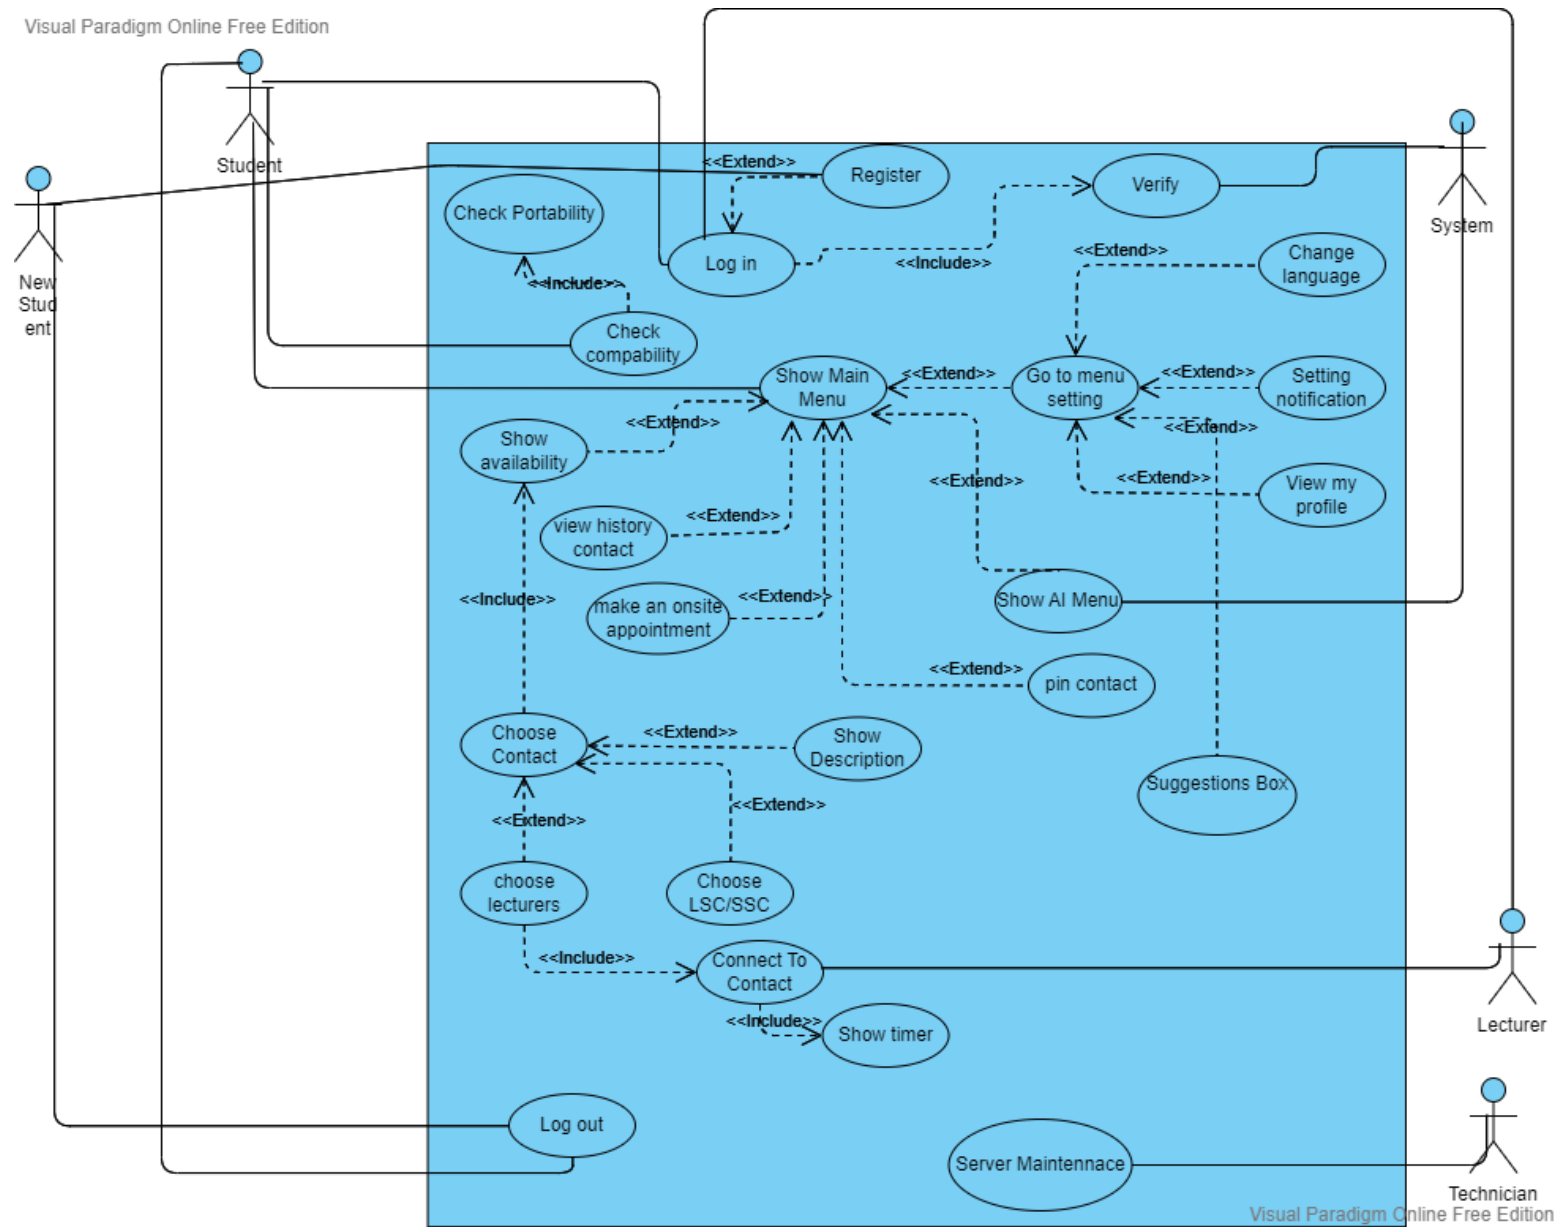 Visual Paradigm Online Free Edition
Student
<<Extend>>
Register
Verify
Check Portability
System
New
Stud
ent
Log in
<<Include>>
<<Extend>>
Change
language
<<Include>>
Check
compability
Show Main
Menu
<<Extend>>
Go to menu
setting
<<Extend>>
Setting
notification
<<Extend>>
<<Extend>>
Show
availability
<<Extend>>
<<Extend>>
View my
profile
view history
contact
<<Extend>>
<<Include>>
make an onsite
appointment
<<Extend>>
Show AI Menu
<<Extend>>
pin contact
Choose
Contact
<<Extend>>
Show
Description
Suggestions Box
<<Extend>>
<<Extend>>
choose
lecturers
Choose
LSC/SSC
<<Include>>
Connect To
Contact
<<Include>>
Show timer
Lecturer
Log out
Server Maintennace
Technician
Visual Paradigm Online Free Edition